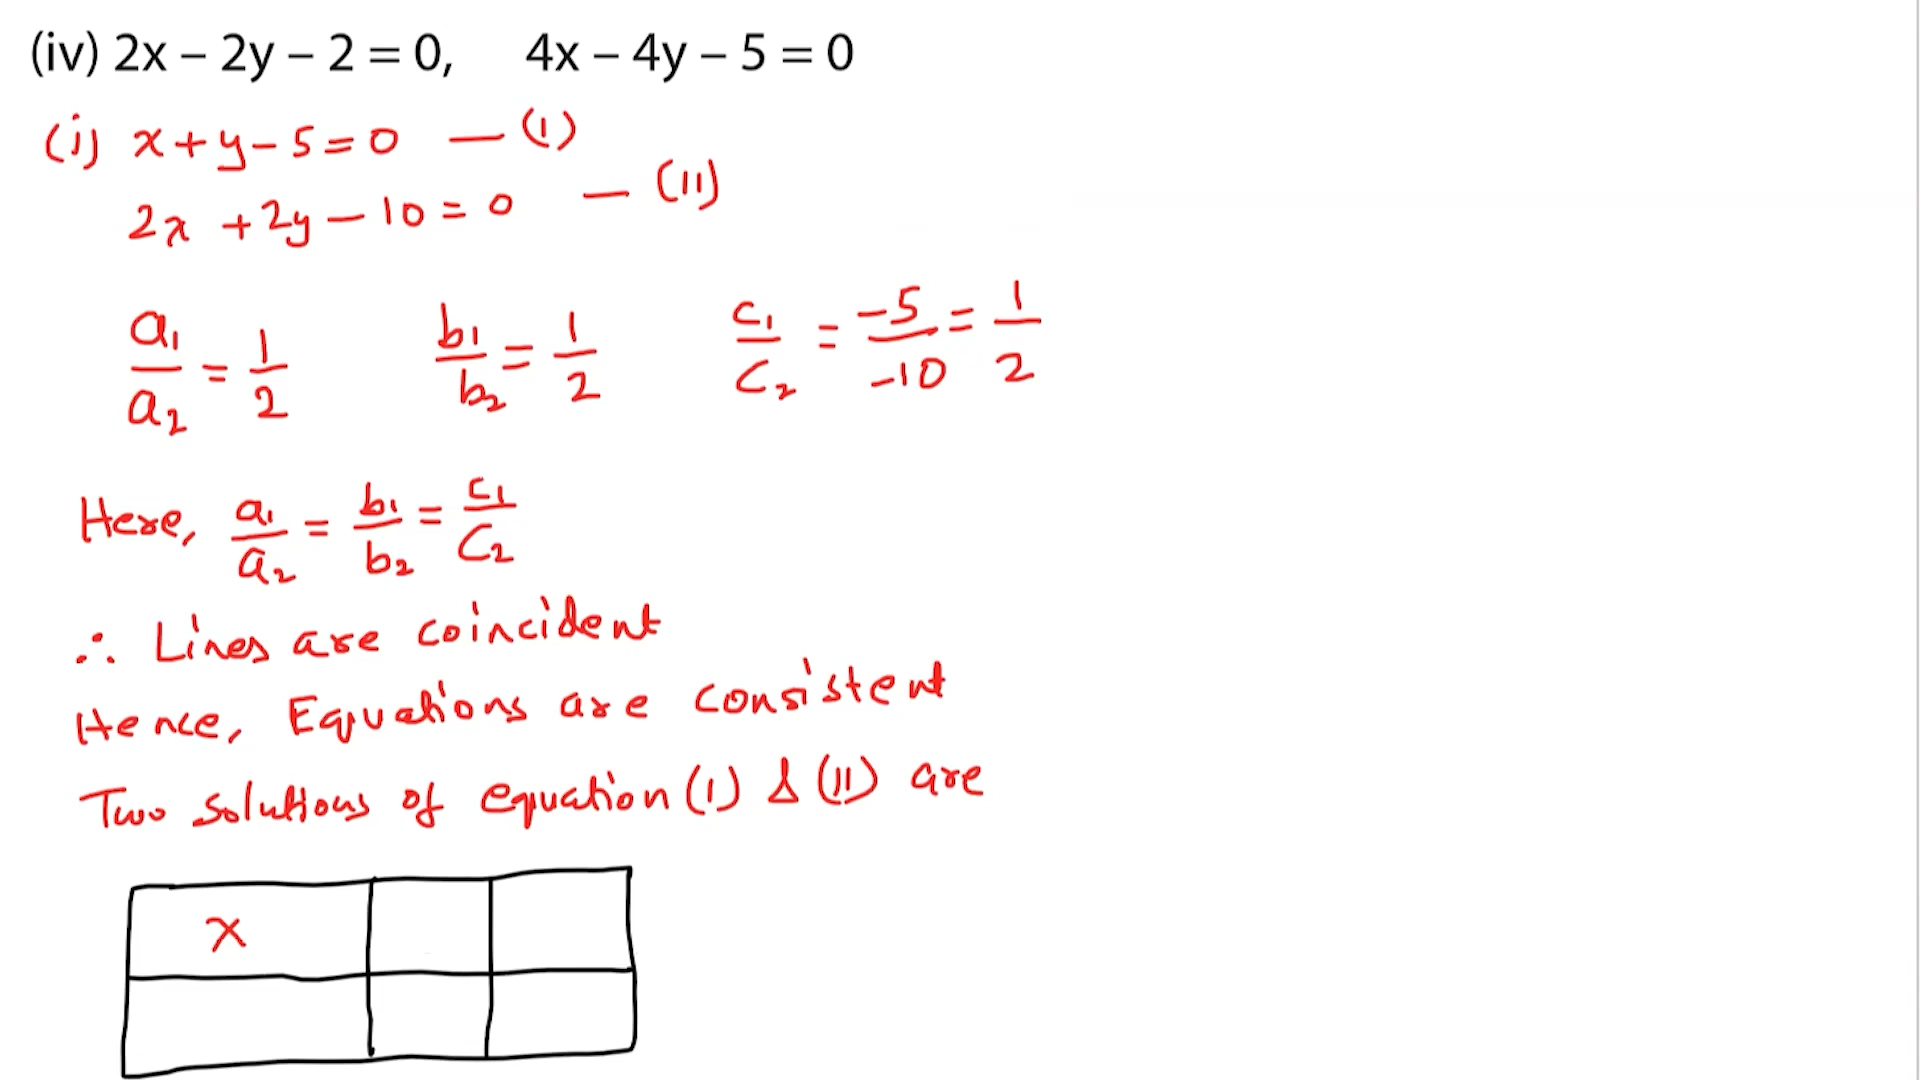 (iv) 2x – 2y – 2 = 0, 4x – 4y – 5 = 0
(i) x + y - 5 = 0 — (I)
2x + 2y - 10 = 0 — (II)
a₁/a₂ = 1/2 b₁/b₂ = 1/2 c₁/c₂ = -5/-10 = 1/2
Here, a₁/a₂ = b₁/b₂ = c₁/c₂
∴ Lines are coincident
Hence, Equations are consistent
Two solutions of equation (I) & (II) are
x